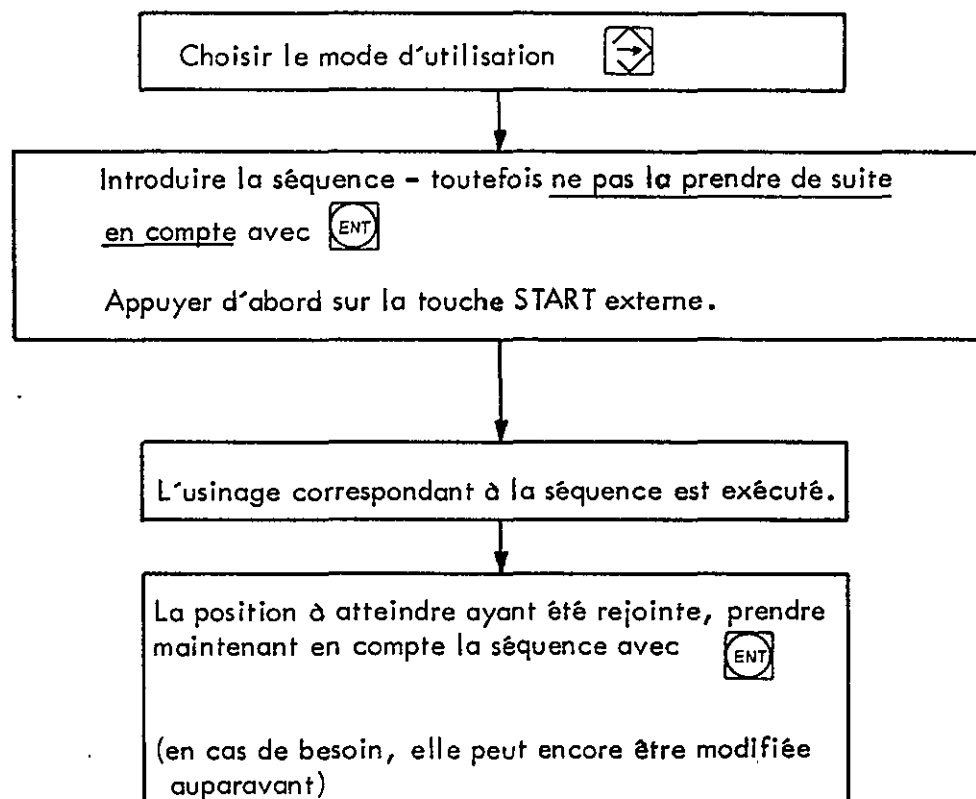 Choisir le mode d'utilisation
Introduire la séquence - toutefois ne pas la prendre de suite
en compte avec ENT
Appuyer d'abord sur la touche START externe.
L'usinage correspondant à la séquence est exécuté.
La position à atteindre ayant été rejointe, prendre
maintenant en compte la séquence avec ENT
(en cas de besoin, elle peut encore être modifiée
auparavant)